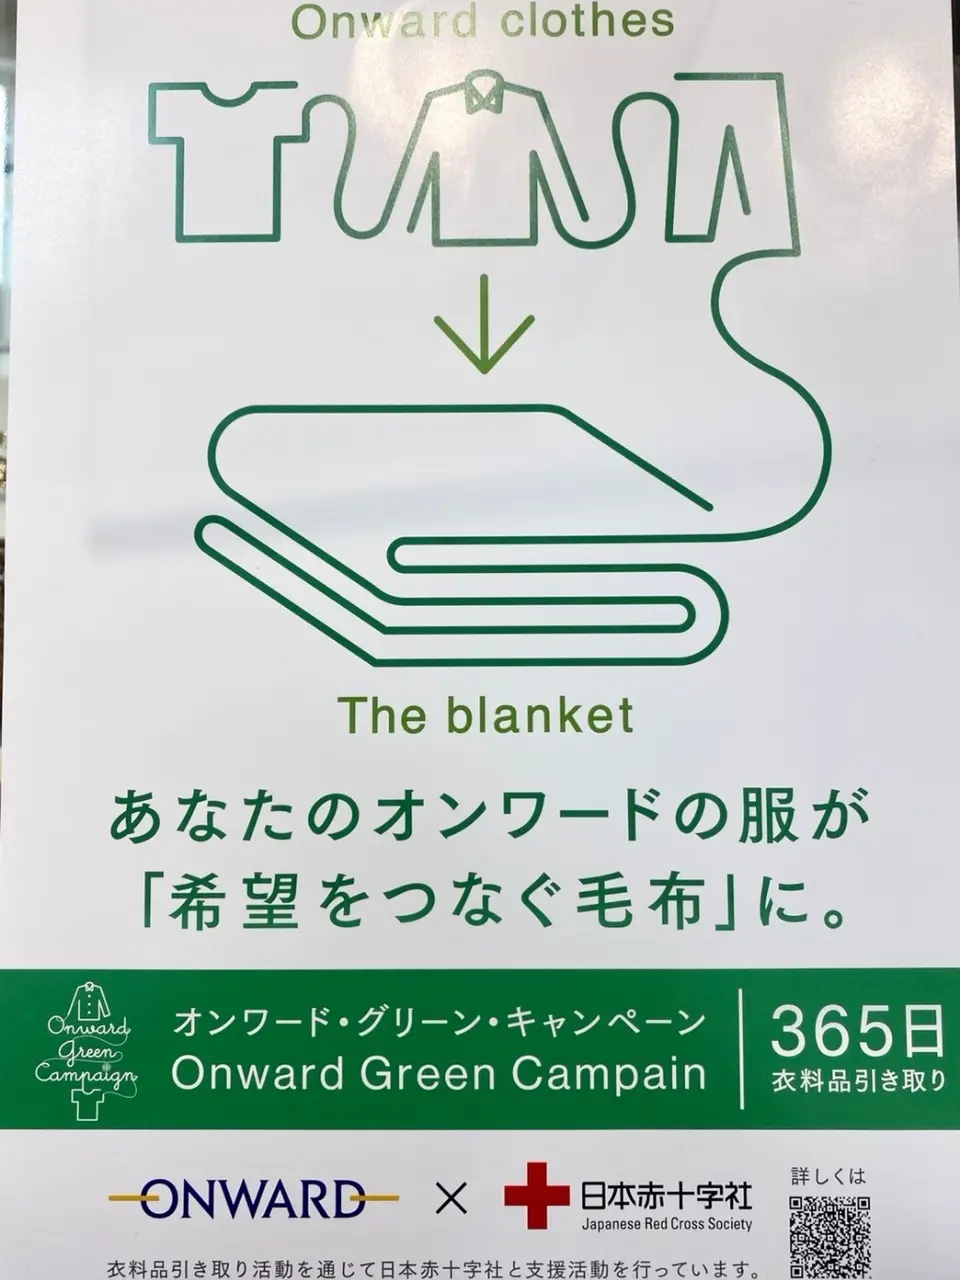 Onward clothes
The blanket
あなたのオンワードの服が
「希望をつなぐ毛布」に。
Onward
Green
Campaign
オンワード・グリーン・キャンペーン
Onward Green Campain
365日
衣料品引き取り
ONWARD × 日本赤十字社
Japanese Red Cross Society
詳しくは
衣料品引き取り活動を通じて日本赤十字社と支援活動を行っています。